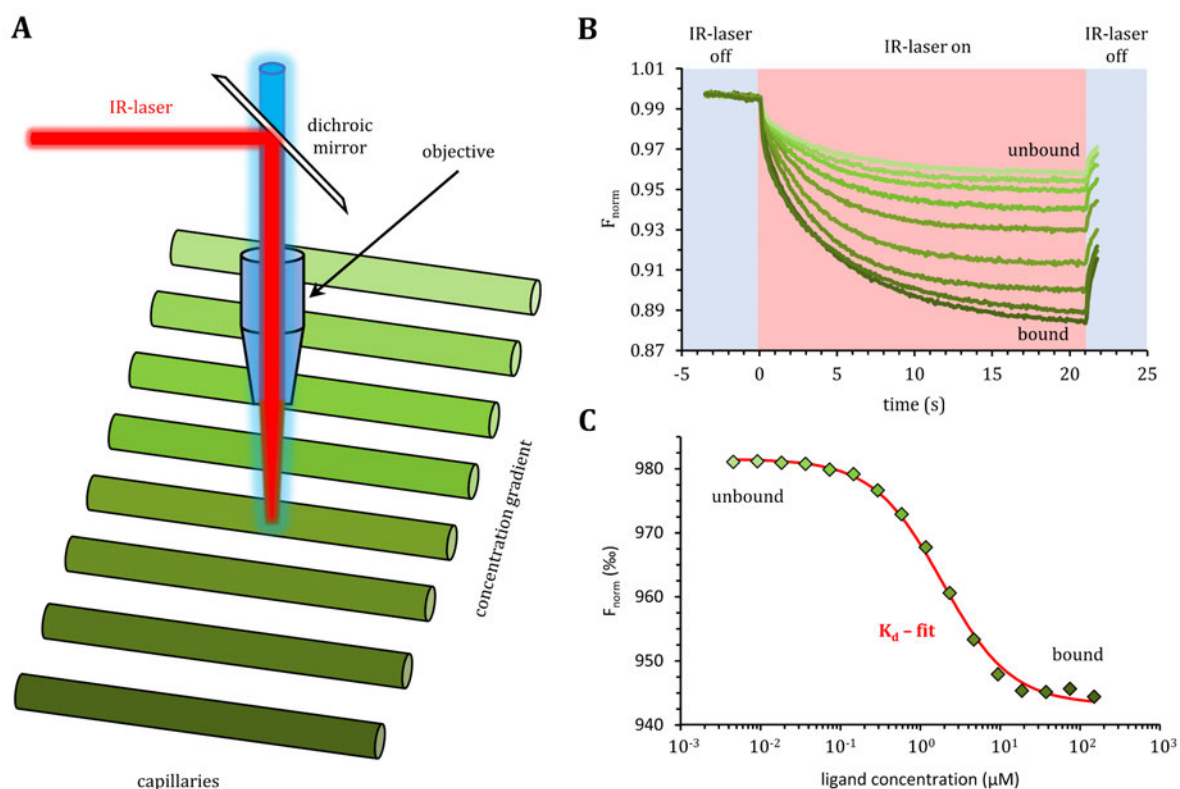 A
IR-laser
dichroic
mirror
objective
concentration gradient
capillaries
B
IR-laser
off
IR-laser on
IR-laser
off
1.01
0.99
0.97
0.95
0.93
0.91
0.89
0.87
F_norm
unbound
bound
-5 0 5 10 15 20 25
time (s)
C
980
970
960
950
940
F_norm (‰)
unbound
K_d – fit
bound
10⁻³ 10⁻² 10⁻¹ 10⁰ 10¹ 10² 10³
ligand concentration (µM)